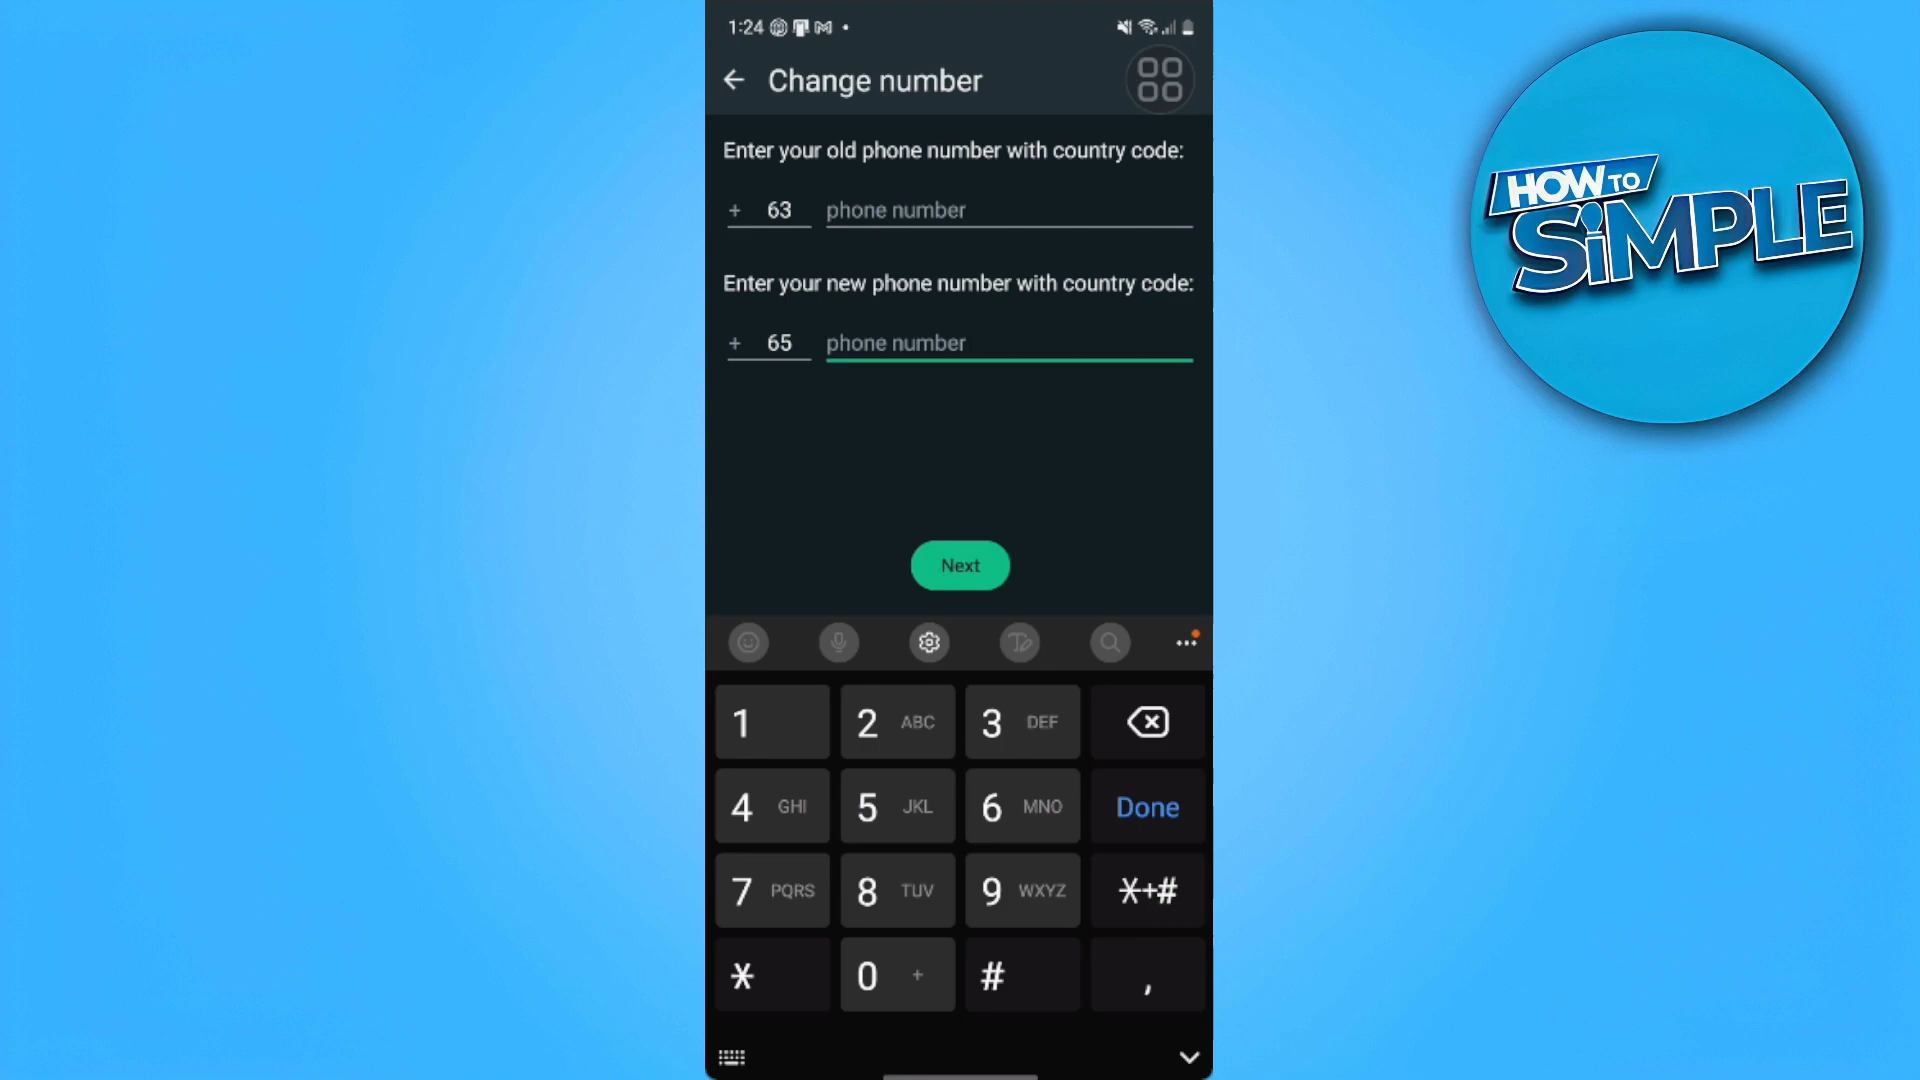 1:24
Change number
Enter your old phone number with country code:
+ 63 phone number
Enter your new phone number with country code:
+ 65 phone number
Next
1
2 ABC
3 DEF
4 GHI
5 JKL
6 MNO
Done
7 PQRS
8 TUV
9 WXYZ
*+#
*
0 +
#
,
HOW TO
SiMPLE